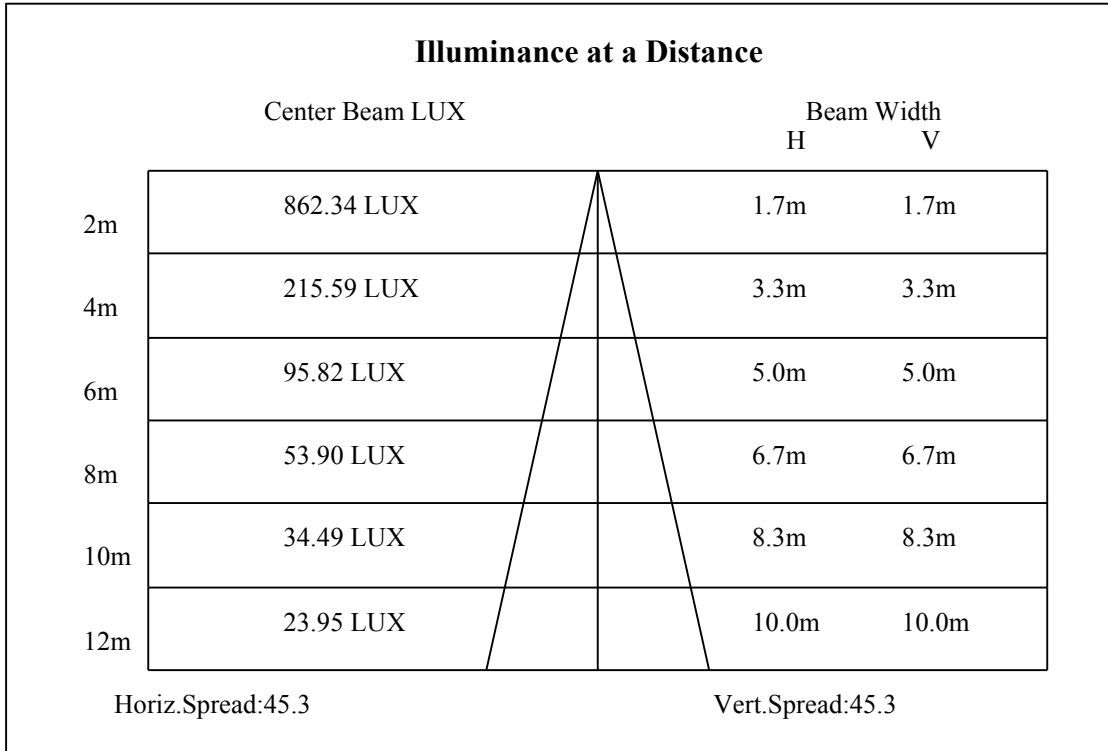 Illuminance at a Distance
Center Beam LUX Beam Width
H V
2m 862.34 LUX 1.7m 1.7m
4m 215.59 LUX 3.3m 3.3m
6m 95.82 LUX 5.0m 5.0m
8m 53.90 LUX 6.7m 6.7m
10m 34.49 LUX 8.3m 8.3m
12m 23.95 LUX 10.0m 10.0m
Horiz.Spread:45.3 Vert.Spread:45.3